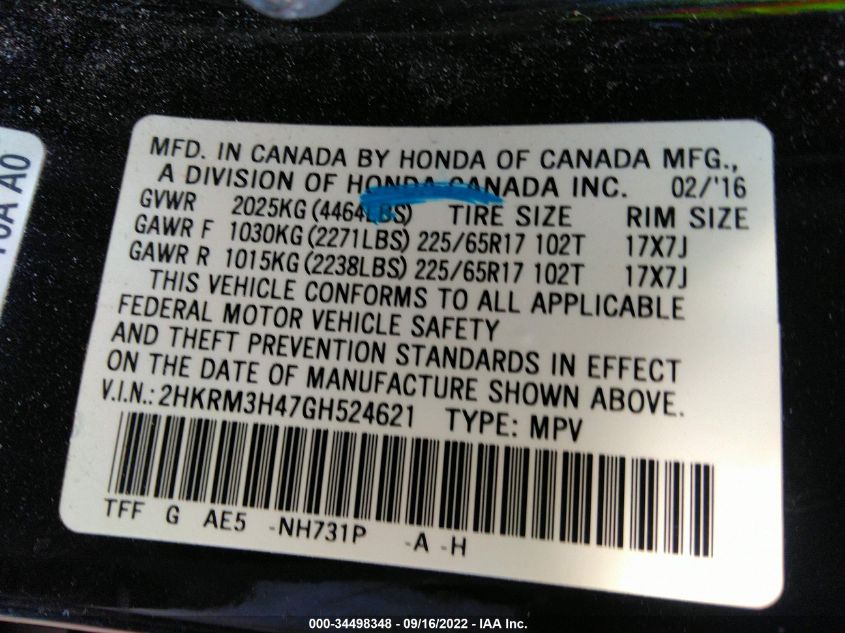 MFD. IN CANADA BY HONDA OF CANADA MFG.,
A DIVISION OF HONDA CANADA INC. 02/'16
GVWR 2025KG (4464LBS) TIRE SIZE RIM SIZE
GAWR F 1030KG (2271LBS) 225/65R17 102T 17X7J
GAWR R 1015KG (2238LBS) 225/65R17 102T 17X7J
THIS VEHICLE CONFORMS TO ALL APPLICABLE
FEDERAL MOTOR VEHICLE SAFETY
AND THEFT PREVENTION STANDARDS IN EFFECT
ON THE DATE OF MANUFACTURE SHOWN ABOVE.
V.I.N.: 2HKRM3H47GH524621 TYPE: MPV
TFF G AE5 -NH731P -A -H
000-34498348 - 09/16/2022 - IAA Inc.